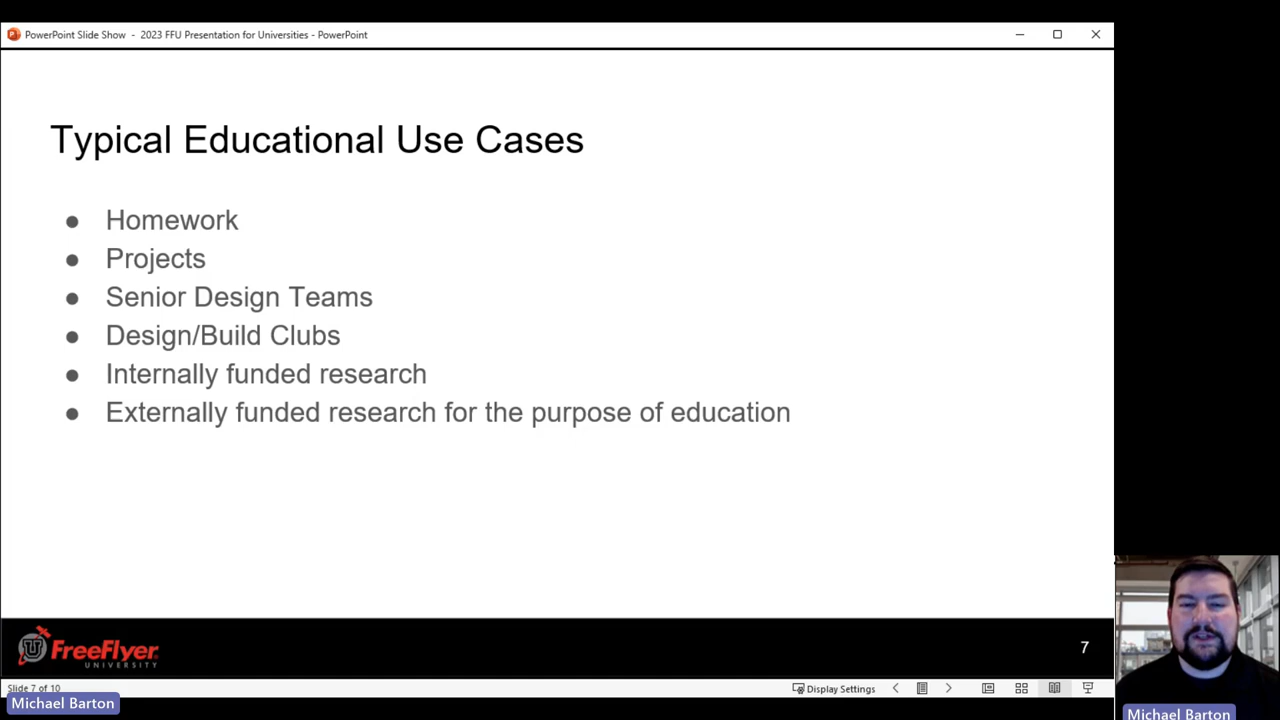 PowerPoint Slide Show - 2023 FFU Presentation for Universities - PowerPoint
Typical Educational Use Cases
● Homework
● Projects
● Senior Design Teams
● Design/Build Clubs
● Internally funded research
● Externally funded research for the purpose of education
U FreeFlyer
UNIVERSITY
7
Slide 7 of 10
Display Settings
Michael Barton
Michael Barton